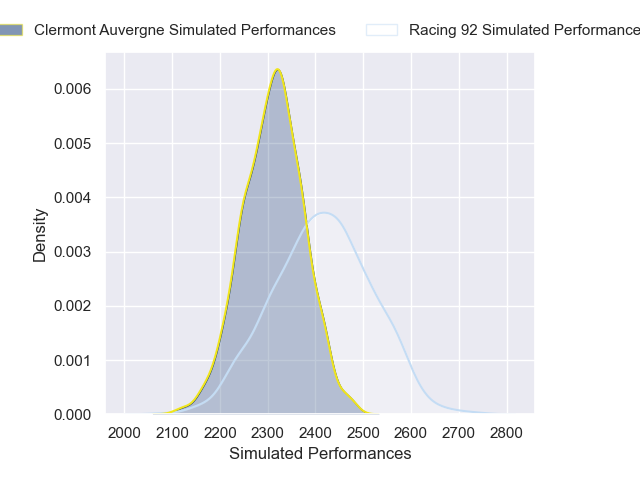 Clermont Auvergne Simulated Performances Racing 92 Simulated Performance
0.006
0.005
0.004
0.003
0.002
0.001
0.000
Density
2000 2100 2200 2300 2400 2500 2600 2700 2800
Simulated Performances